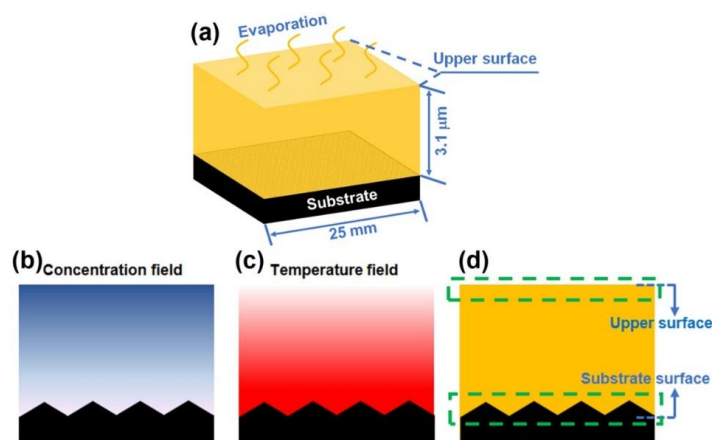 (a)
Evaporation
Upper surface
3.1 μm
Substrate
25 mm
(b) Concentration field
(c) Temperature field
(d)
Upper surface
Substrate surface